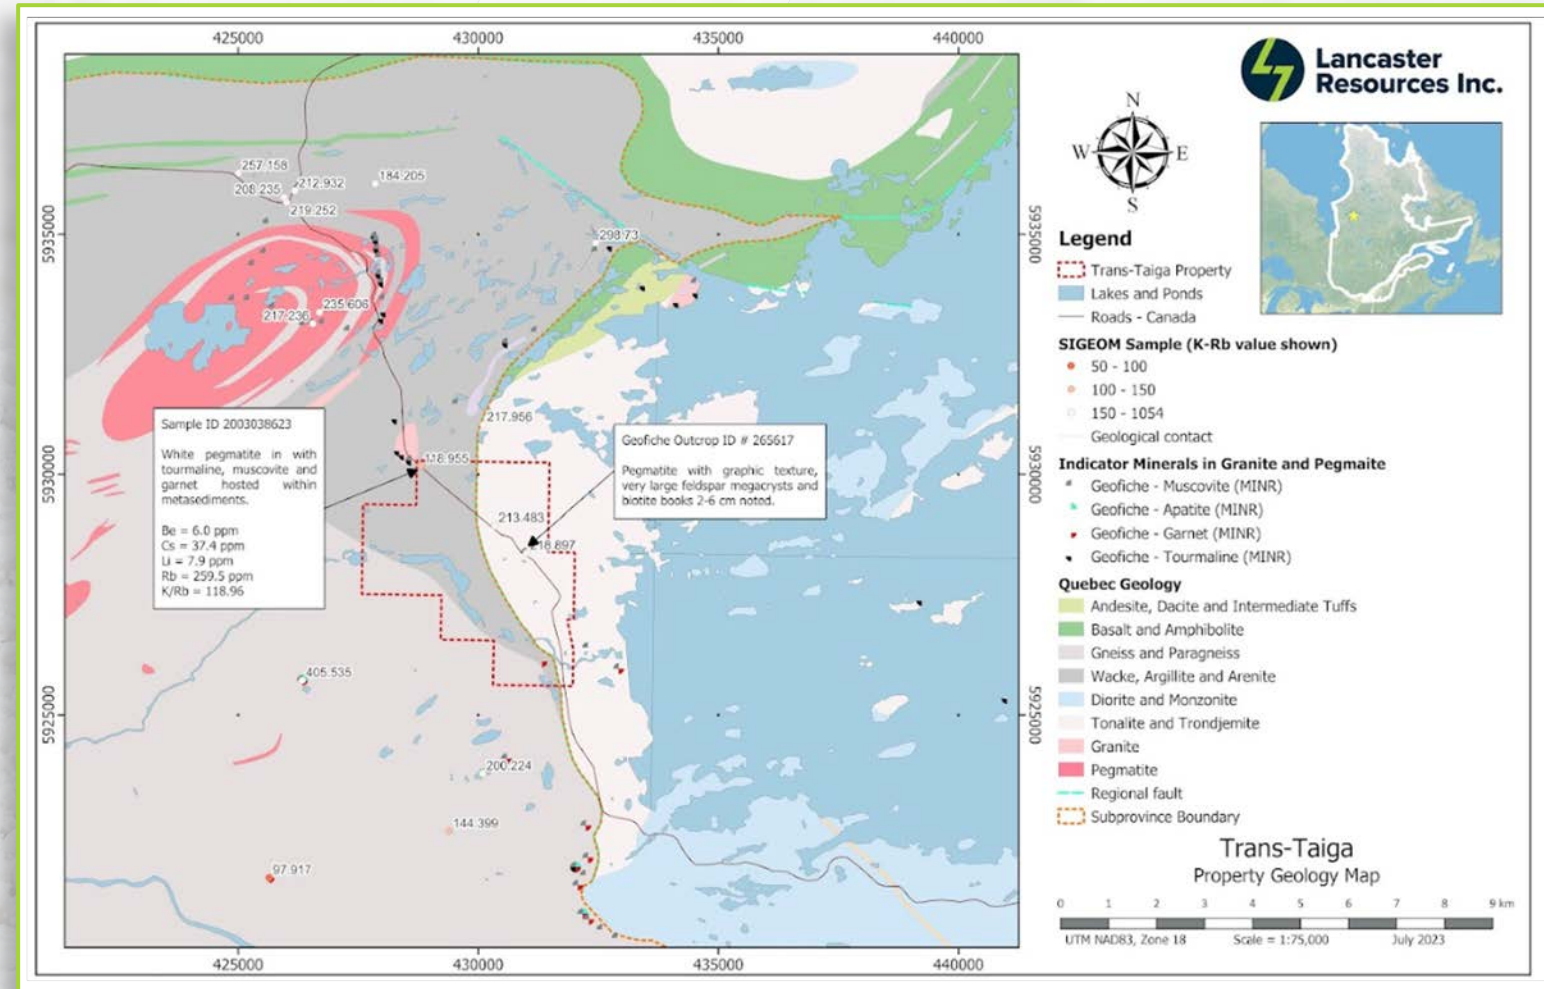 425000
430000
435000
440000
Lancaster
Resources Inc.
N
W
E
S
257.158
212.932
184.205
208.235
219.252
298.73
5935000
5935000
235.606
217.236
217.956
118.955
213.483
218.897
5930000
5930000
Sample ID 2003038623
White pegmatite in with
tourmaline, muscovite and
garnet hosted within
metasediments.
Be = 6.0 ppm
Cs = 37.4 ppm
Li = 7.9 ppm
Rb = 259.5 ppm
K/Rb = 118.96
Geofiche Outcrop ID # 265617
Pegmatite with graphic texture,
very large feldspar megacrysts and
biotite books 2-6 cm noted.
405.535
5925000
5925000
200.224
144.399
97.917
425000
430000
435000
440000
Legend
Trans-Taiga Property
Lakes and Ponds
Roads - Canada
SIGEOM Sample (K-Rb value shown)
50 - 100
100 - 150
150 - 1054
Geological contact
Indicator Minerals in Granite and Pegmaite
Geofiche - Muscovite (MINR)
Geofiche - Apatite (MINR)
Geofiche - Garnet (MINR)
Geofiche - Tourmaline (MINR)
Quebec Geology
Andesite, Dacite and Intermediate Tuffs
Basalt and Amphibolite
Gneiss and Paragneiss
Wacke, Argillite and Arenite
Diorite and Monzonite
Tonalite and Trondjemite
Granite
Pegmatite
Regional fault
Subprovince Boundary
Trans-Taiga
Property Geology Map
0 1 2 3 4 5 6 7 8 9 km
UTM NAD83, Zone 18 Scale = 1:75,000 July 2023